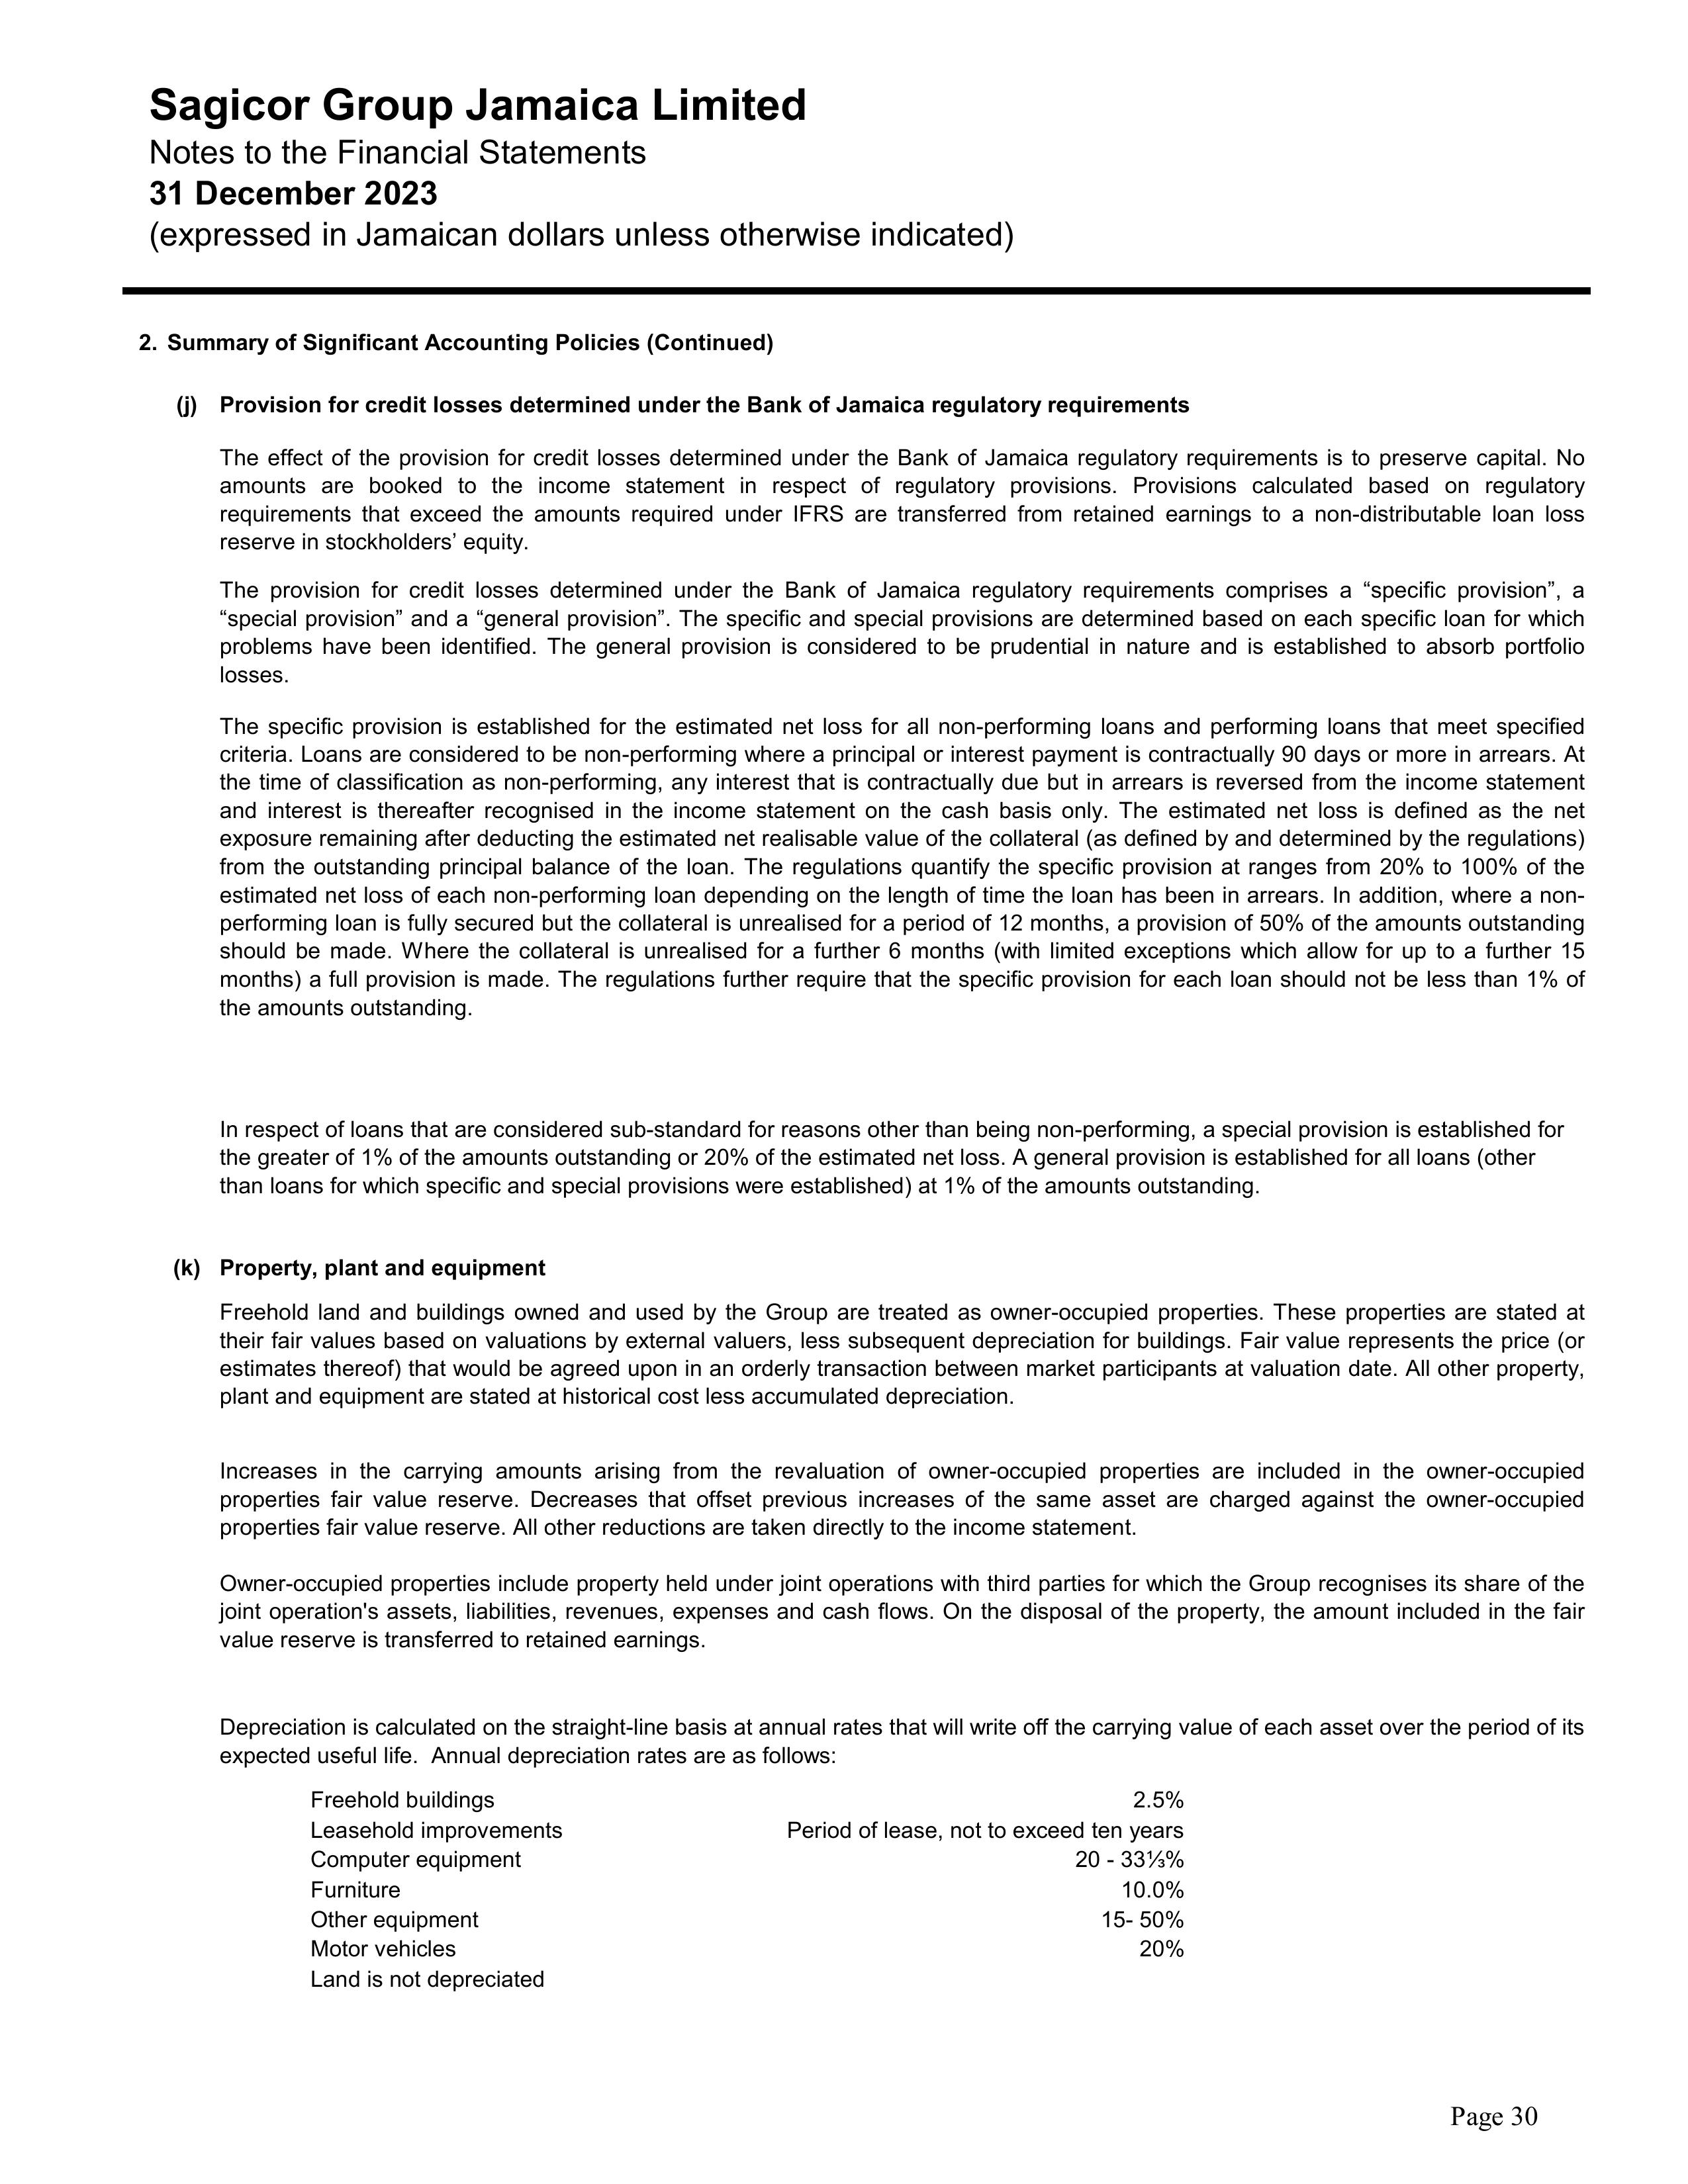 Sagicor Group Jamaica Limited
Notes to the Financial Statements
31 December 2023
(expressed in Jamaican dollars unless otherwise indicated)
2. Summary of Significant Accounting Policies (Continued)
(j) Provision for credit losses determined under the Bank of Jamaica regulatory requirements
The effect of the provision for credit losses determined under the Bank of Jamaica regulatory requirements is to preserve capital. No
amounts are booked to the income statement in respect of regulatory provisions. Provisions calculated based on regulatory
requirements that exceed the amounts required under IFRS are transferred from retained earnings to a non-distributable loan loss
reserve in stockholders’ equity.
The provision for credit losses determined under the Bank of Jamaica regulatory requirements comprises a “specific provision”, a
“special provision” and a “general provision”. The specific and special provisions are determined based on each specific loan for which
problems have been identified. The general provision is considered to be prudential in nature and is established to absorb portfolio
losses.
The specific provision is established for the estimated net loss for all non-performing loans and performing loans that meet specified
criteria. Loans are considered to be non-performing where a principal or interest payment is contractually 90 days or more in arrears. At
the time of classification as non-performing, any interest that is contractually due but in arrears is reversed from the income statement
and interest is thereafter recognised in the income statement on the cash basis only. The estimated net loss is defined as the net
exposure remaining after deducting the estimated net realisable value of the collateral (as defined by and determined by the regulations)
from the outstanding principal balance of the loan. The regulations quantify the specific provision at ranges from 20% to 100% of the
estimated net loss of each non-performing loan depending on the length of time the loan has been in arrears. In addition, where a non-
performing loan is fully secured but the collateral is unrealised for a period of 12 months, a provision of 50% of the amounts outstanding
should be made. Where the collateral is unrealised for a further 6 months (with limited exceptions which allow for up to a further 15
months) a full provision is made. The regulations further require that the specific provision for each loan should not be less than 1% of
the amounts outstanding.
In respect of loans that are considered sub-standard for reasons other than being non-performing, a special provision is established for
the greater of 1% of the amounts outstanding or 20% of the estimated net loss. A general provision is established for all loans (other
than loans for which specific and special provisions were established) at 1% of the amounts outstanding.
(k) Property, plant and equipment
Freehold land and buildings owned and used by the Group are treated as owner-occupied properties. These properties are stated at
their fair values based on valuations by external valuers, less subsequent depreciation for buildings. Fair value represents the price (or
estimates thereof) that would be agreed upon in an orderly transaction between market participants at valuation date. All other property,
plant and equipment are stated at historical cost less accumulated depreciation.
Increases in the carrying amounts arising from the revaluation of owner-occupied properties are included in the owner-occupied
properties fair value reserve. Decreases that offset previous increases of the same asset are charged against the owner-occupied
properties fair value reserve. All other reductions are taken directly to the income statement.
Owner-occupied properties include property held under joint operations with third parties for which the Group recognises its share of the
joint operation's assets, liabilities, revenues, expenses and cash flows. On the disposal of the property, the amount included in the fair
value reserve is transferred to retained earnings.
Depreciation is calculated on the straight-line basis at annual rates that will write off the carrying value of each asset over the period of its
expected useful life. Annual depreciation rates are as follows:
Freehold buildings 2.5%
Leasehold improvements Period of lease, not to exceed ten years
Computer equipment 20 - 33⅓%
Furniture 10.0%
Other equipment 15- 50%
Motor vehicles 20%
Land is not depreciated
Page 30